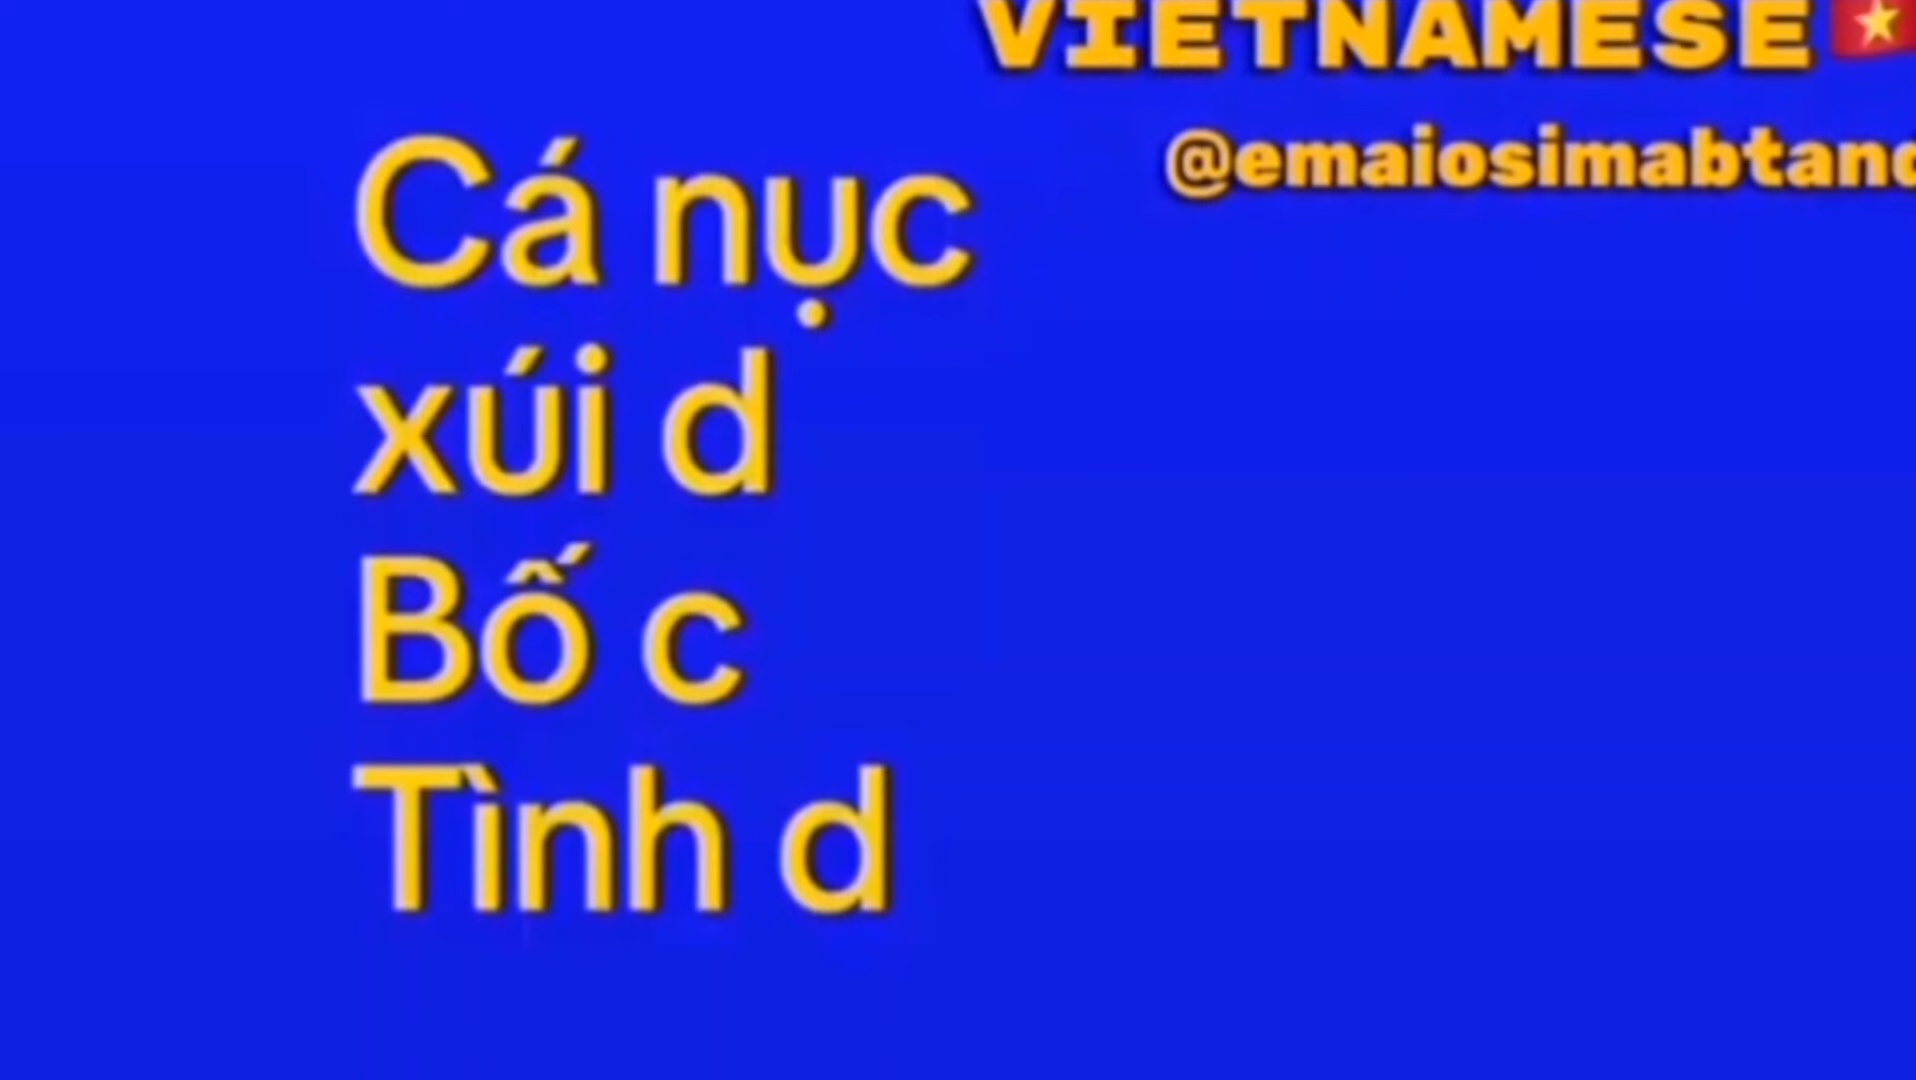 VIETNAMESE
@emaiosimabtand
Cá nục
xúi d
Bố c
Tình d